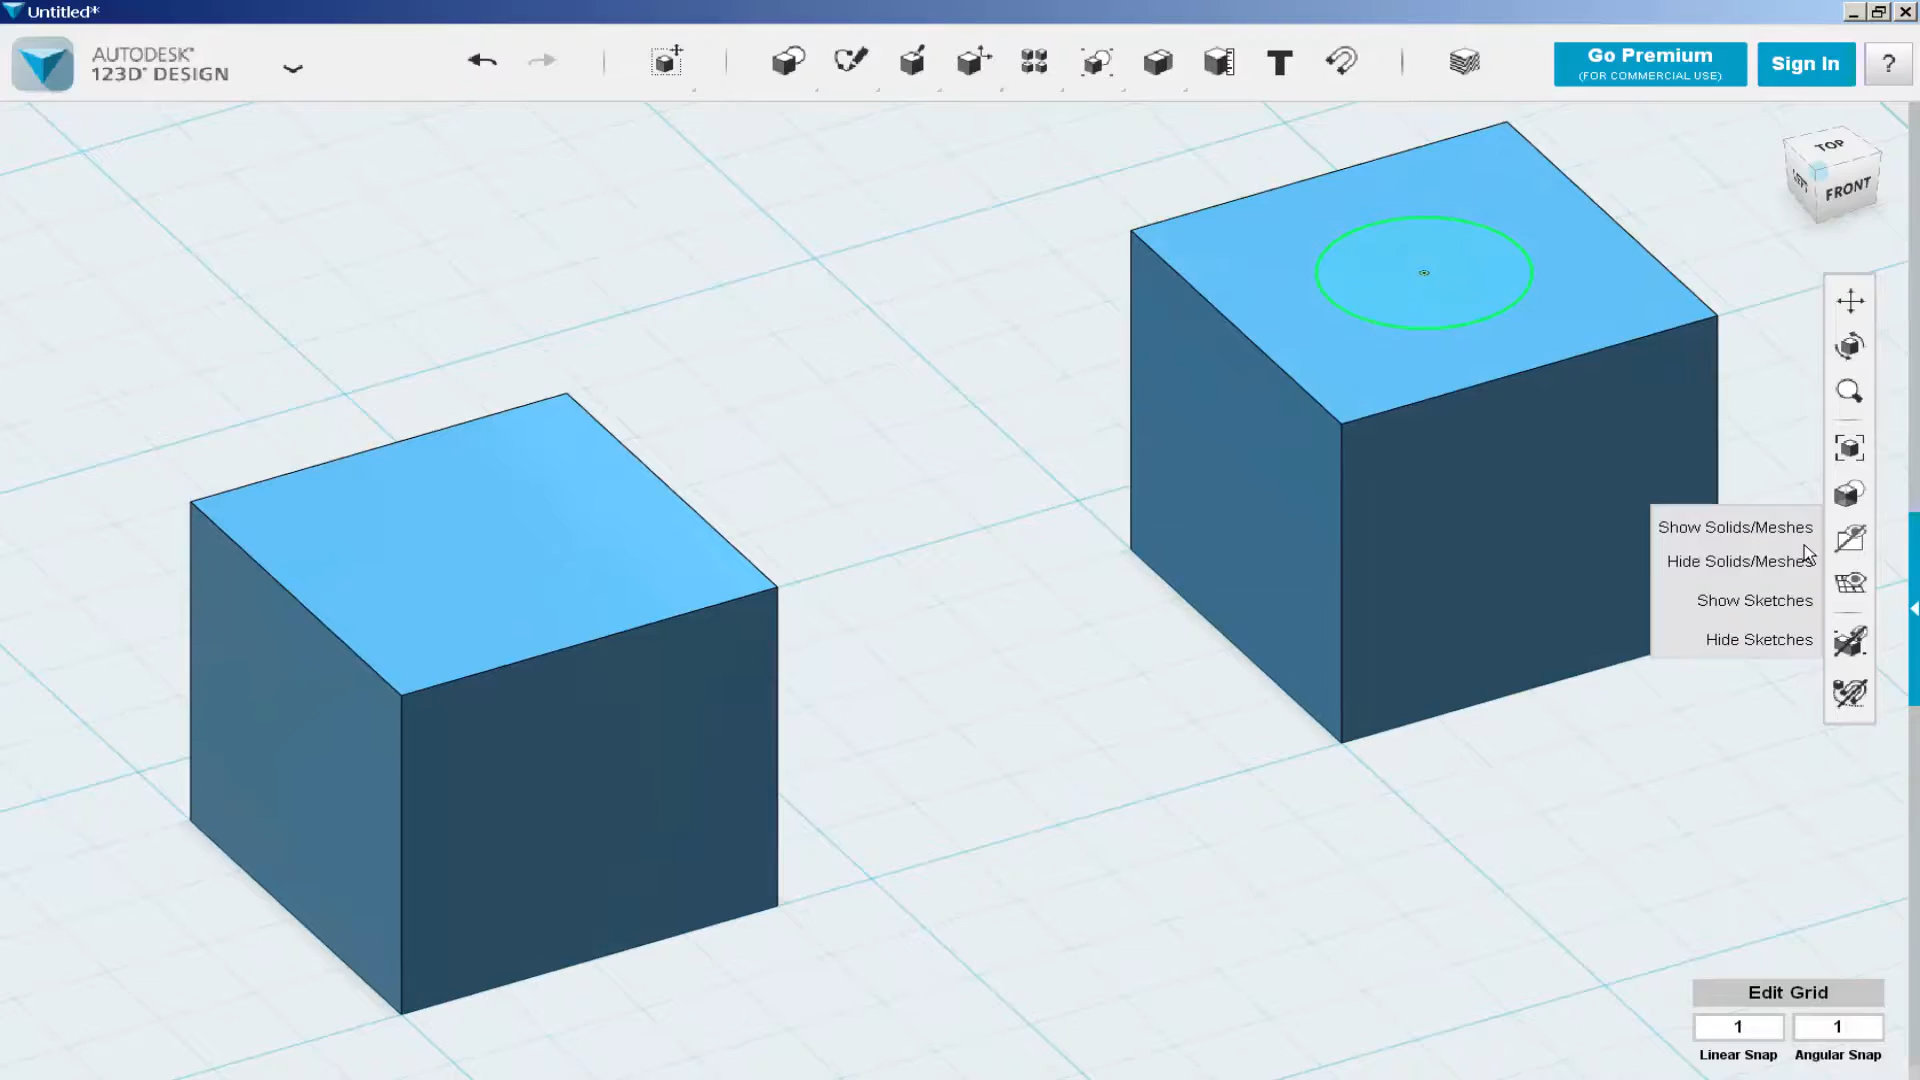 Untitled*
AUTODESK®
123D® DESIGN
T
Go Premium
(FOR COMMERCIAL USE)
Sign In
?
TOP
LEFT
FRONT
Show Solids/Meshes
Hide Solids/Meshes
Show Sketches
Hide Sketches
Edit Grid
1
1
Linear Snap
Angular Snap